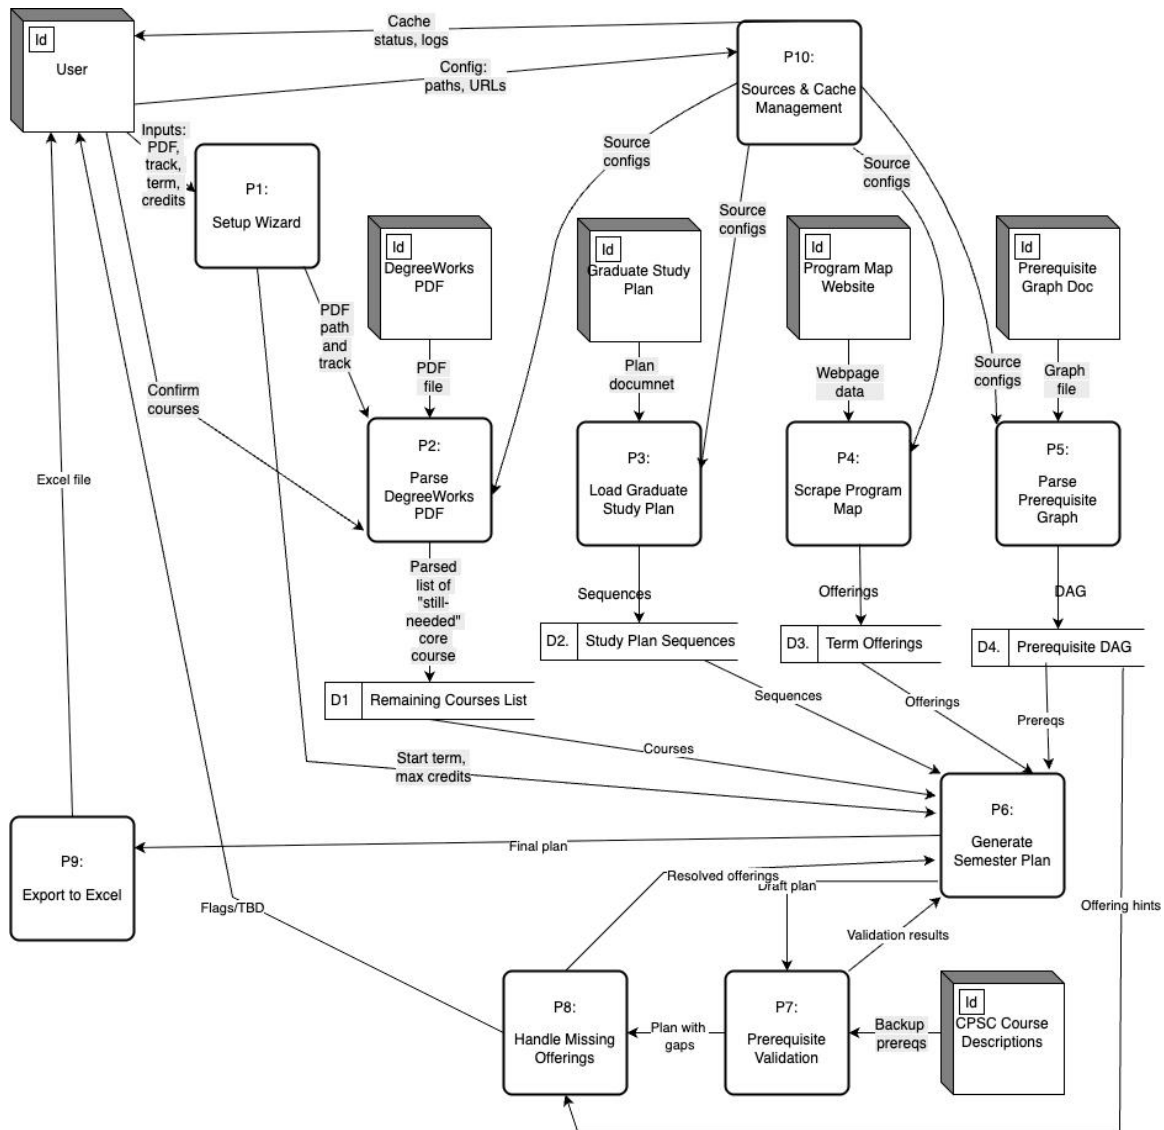 Id
User
Cache
status, logs
Config:
paths, URLs
P10:
Sources & Cache
Management
Inputs:
PDF,
track,
term,
credits
P1:
Setup Wizard
Source
configs
Source
configs
Source
configs
Source
configs
Id
DegreeWorks
PDF
Id
Graduate Study
Plan
Id
Program Map
Website
Id
Prerequisite
Graph Doc
PDF
path
and
track
PDF
file
Plan
documnet
Webpage
data
Graph
file
Confirm
courses
Excel file
P2:
Parse
DegreeWorks
PDF
P3:
Load Graduate
Study Plan
P4:
Scrape Program
Map
P5:
Parse
Prerequisite
Graph
Parsed
list of
"still-
needed"
core
course
Sequences
Offerings
DAG
D1
Remaining Courses List
D2.
Study Plan Sequences
D3.
Term Offerings
D4.
Prerequisite DAG
Sequences
Offerings
Prereqs
Courses
Start term,
max credits
P6:
Generate
Semester Plan
P9:
Export to Excel
Final plan
Resolved offerings
Draft plan
Flags/TBD
Validation results
Offering hints
P8:
Handle Missing
Offerings
Plan with
gaps
P7:
Prerequisite
Validation
Backup
prereqs
Id
CPSC Course
Descriptions